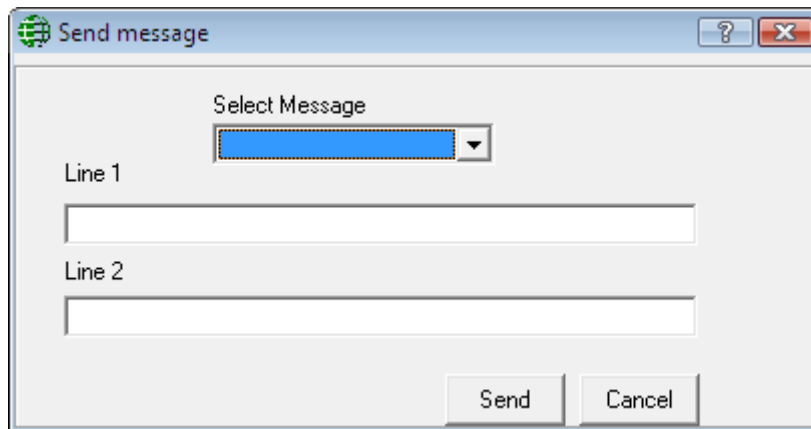 Send message
Select Message
Line 1
Line 2
Send Cancel